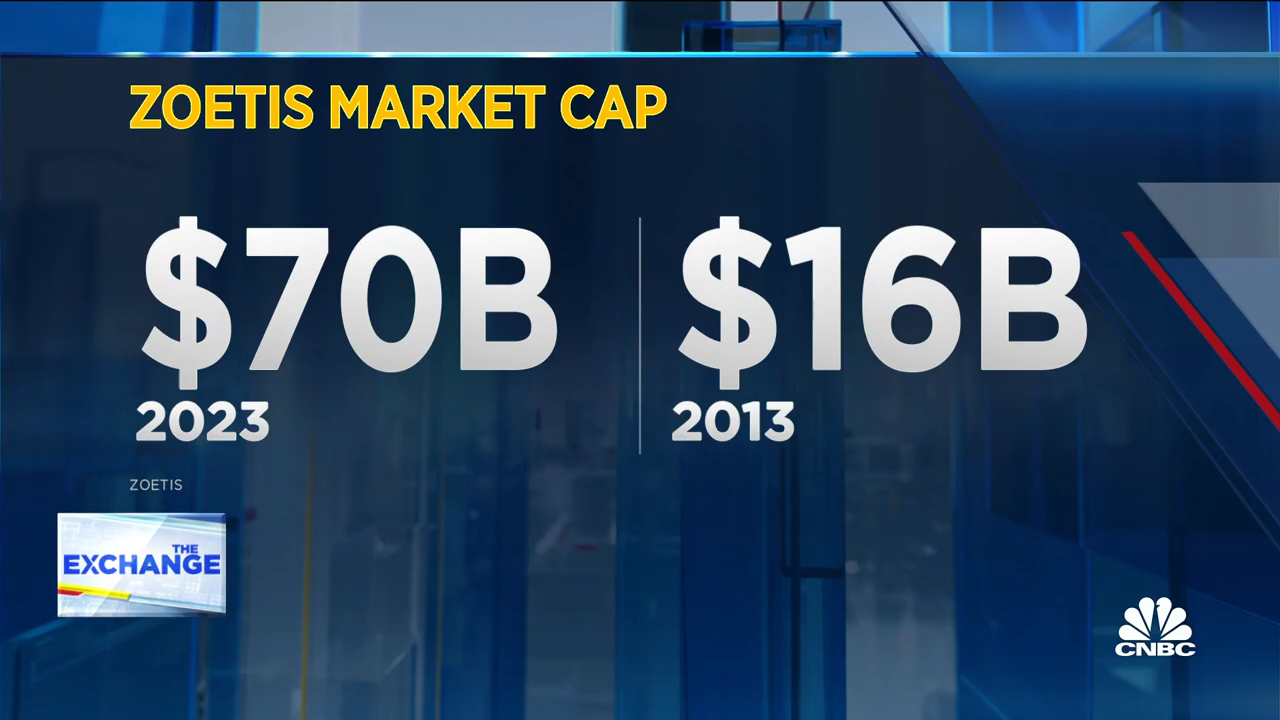 ZOETIS MARKET CAP
$70B
2023
$16B
2013
ZOETIS
THE
EXCHANGE
CNBC